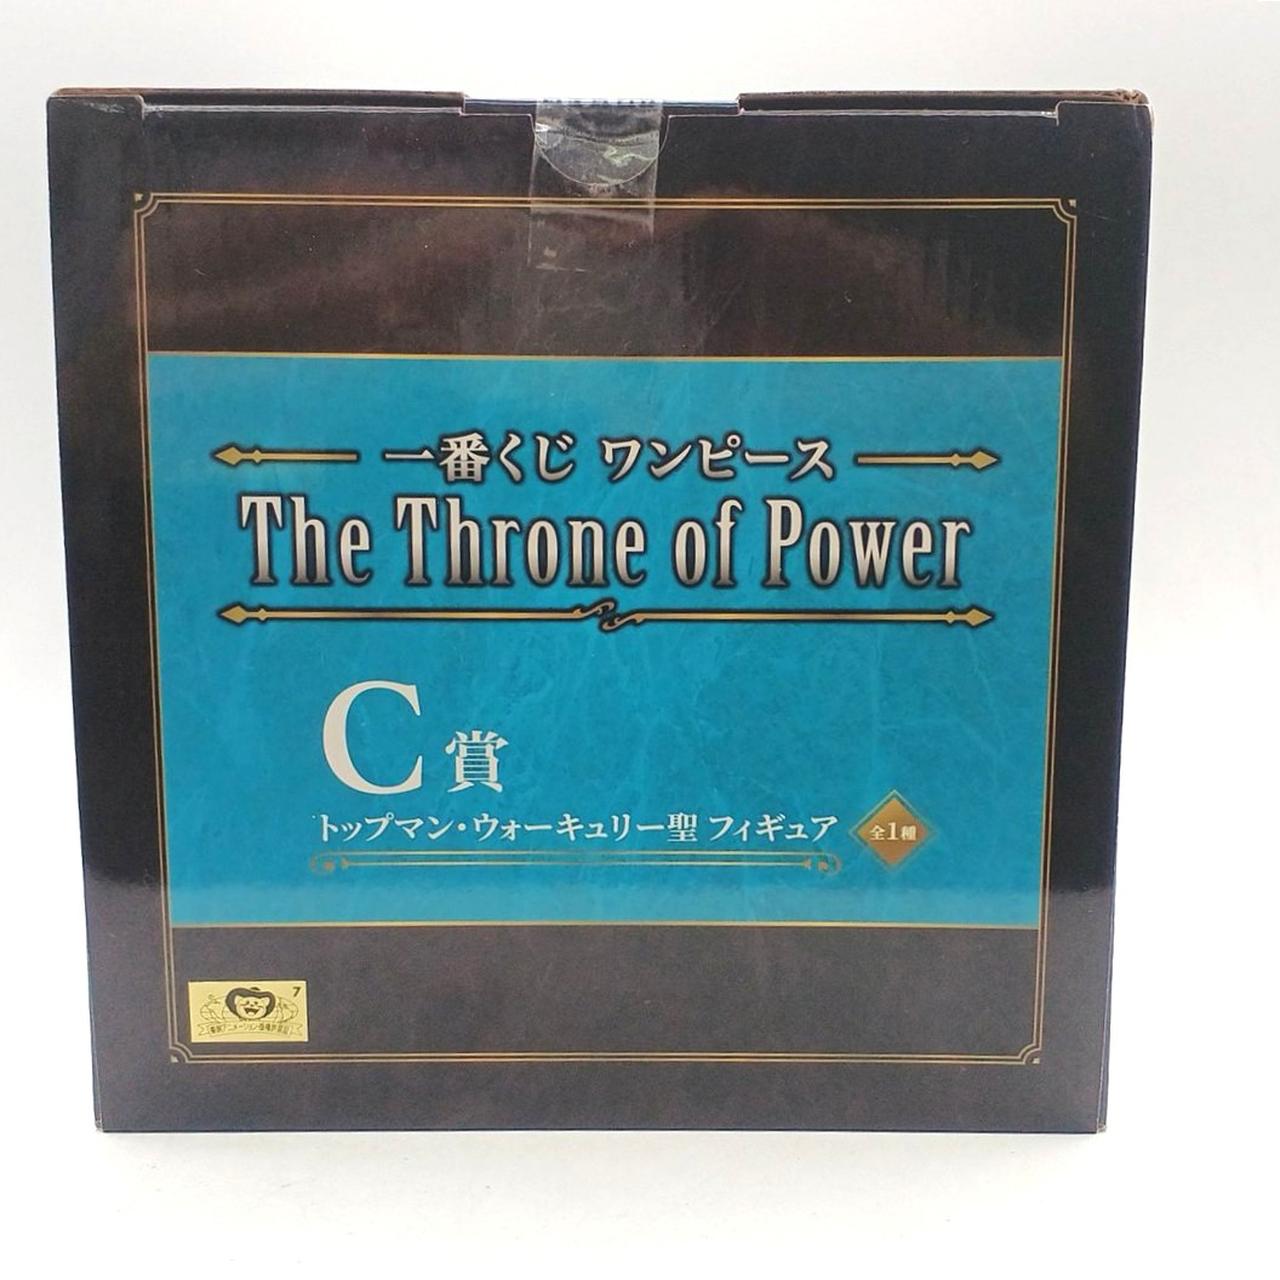 一番くじ ワンピース
The Throne of Power
C賞
トップマン・ウォーキュリー聖 フィギュア
全1種
7